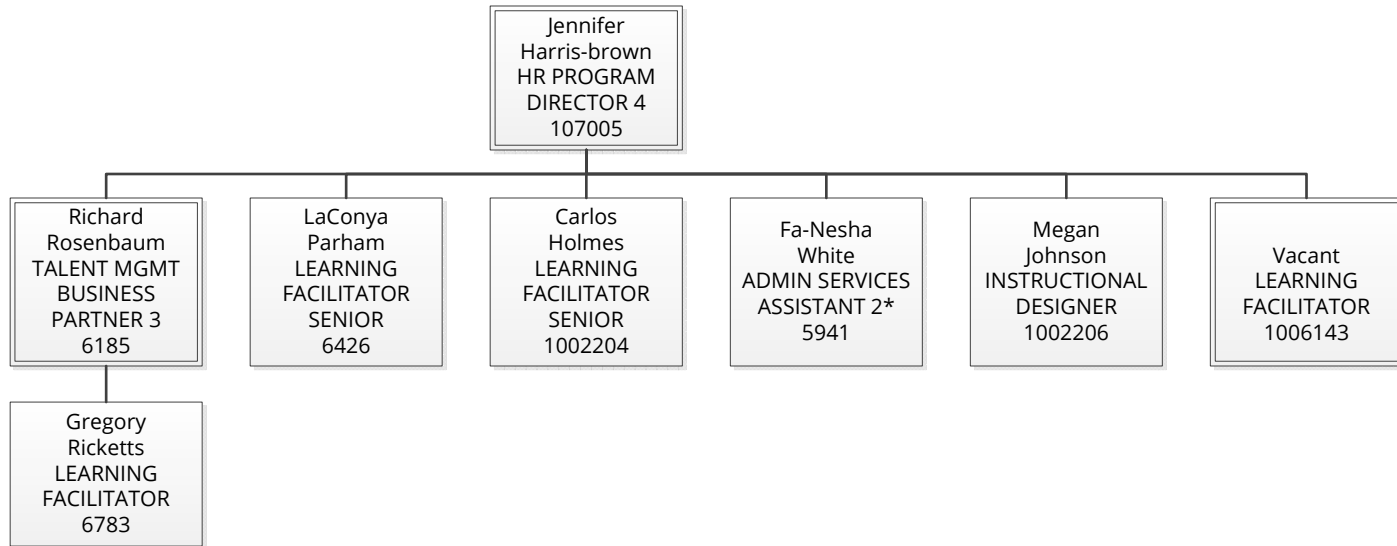 Jennifer
Harris-brown
HR PROGRAM
DIRECTOR 4
107005
Richard
Rosenbaum
TALENT MGMT
BUSINESS
PARTNER 3
6185
LaConya
Parham
LEARNING
FACILITATOR
SENIOR
6426
Carlos
Holmes
LEARNING
FACILITATOR
SENIOR
1002204
Fa-Nesha
White
ADMIN SERVICES
ASSISTANT 2*
5941
Megan
Johnson
INSTRUCTIONAL
DESIGNER
1002206
Vacant
LEARNING
FACILITATOR
1006143
Gregory
Ricketts
LEARNING
FACILITATOR
6783